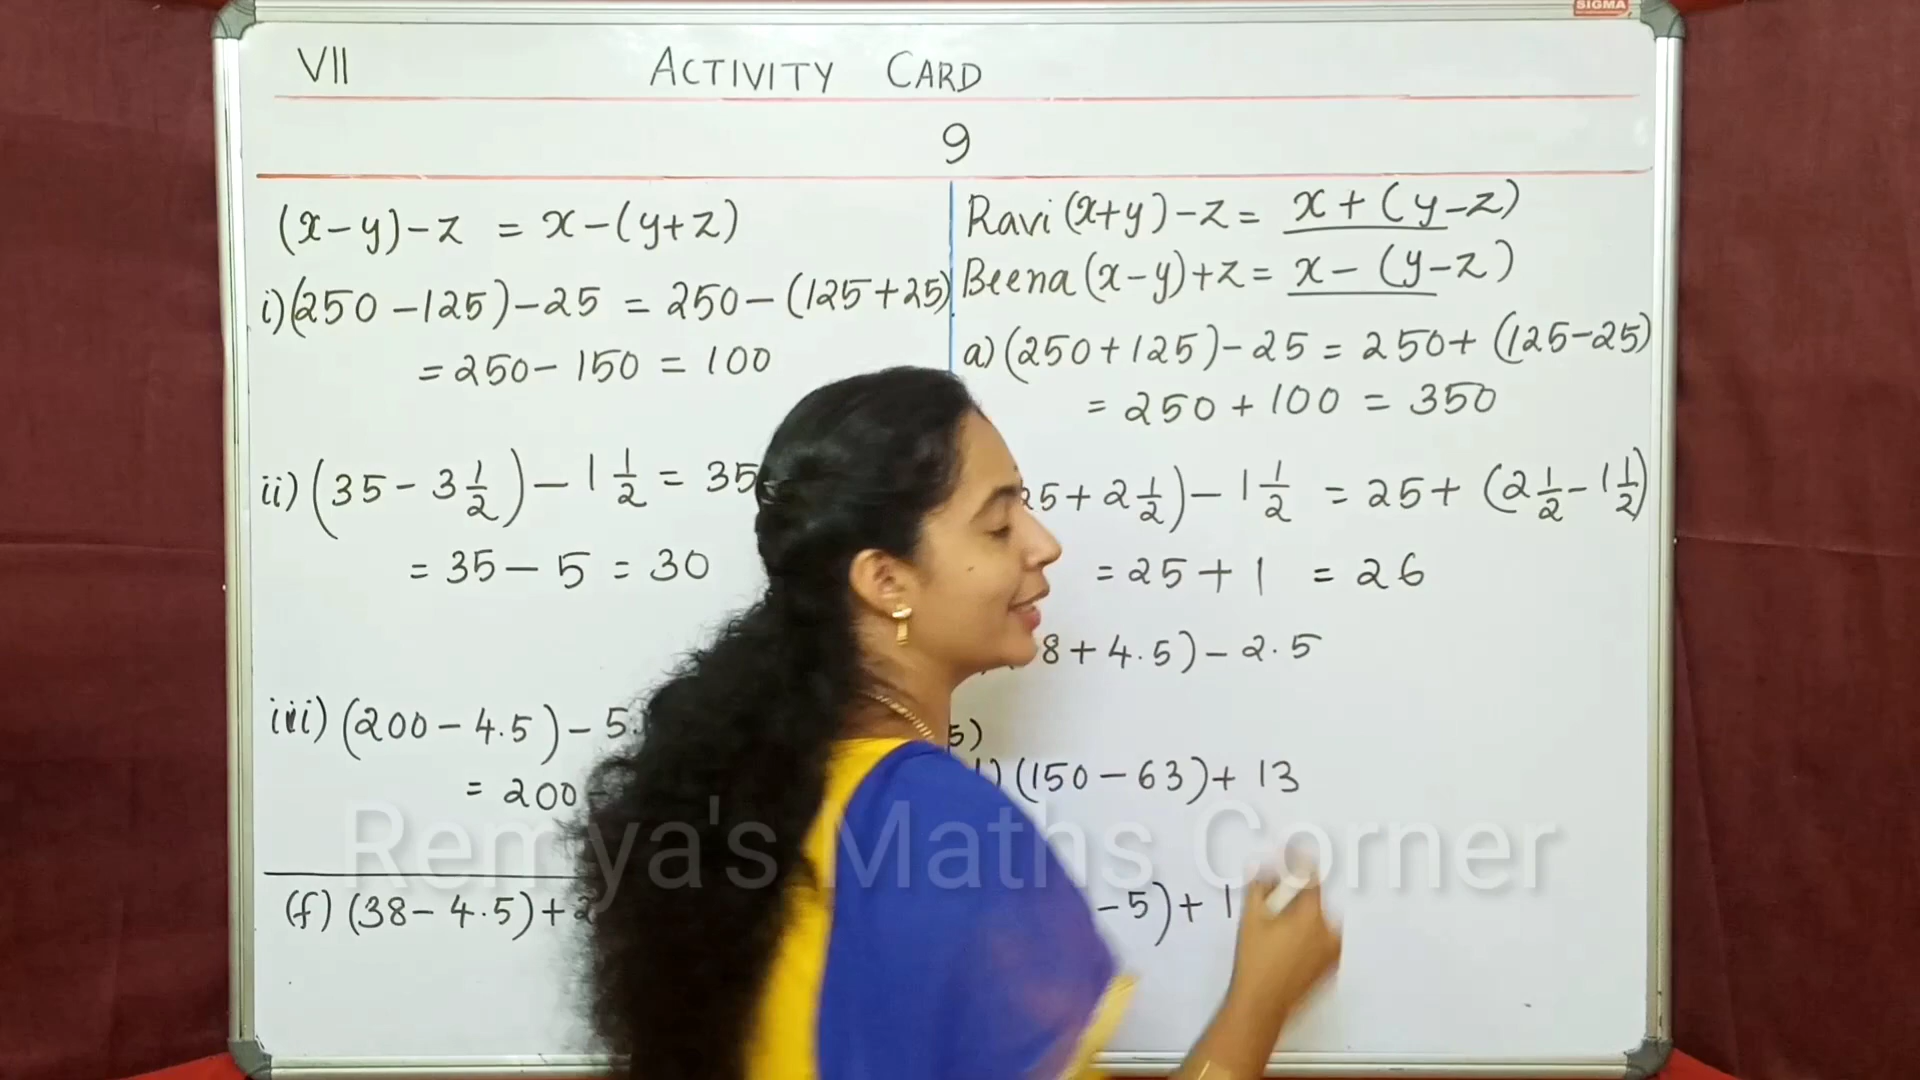 SIGMA
VII ACTIVITY CARD
9
(x-y)-z = x-(y+z)
i)(250-125)-25 = 250-(125+25)
= 250-150 = 100
ii)(35-3 1/2)-1 1/2 = 35
= 35-5 = 30
iii)(200-4.5)-5.
= 200-
(f)(38-4.5)+2
Ravi (x+y)-z = x+(y-z)
Beena (x-y)+z = x-(y-z)
a)(250+125)-25 = 250+(125-25)
= 250+100 = 350
25+2 1/2)-1 1/2 = 25+(2 1/2-1 1/2)
= 25+1 = 26
8+4.5)-2.5
5)
)(150-63)+13
-5)+1
Remya's Maths Corner